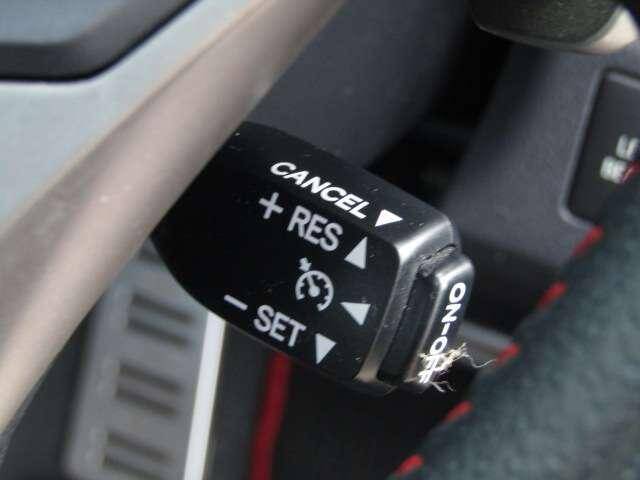 CANCEL ▼
+ RES ▲
◀
- SET ▼
ON-OFF